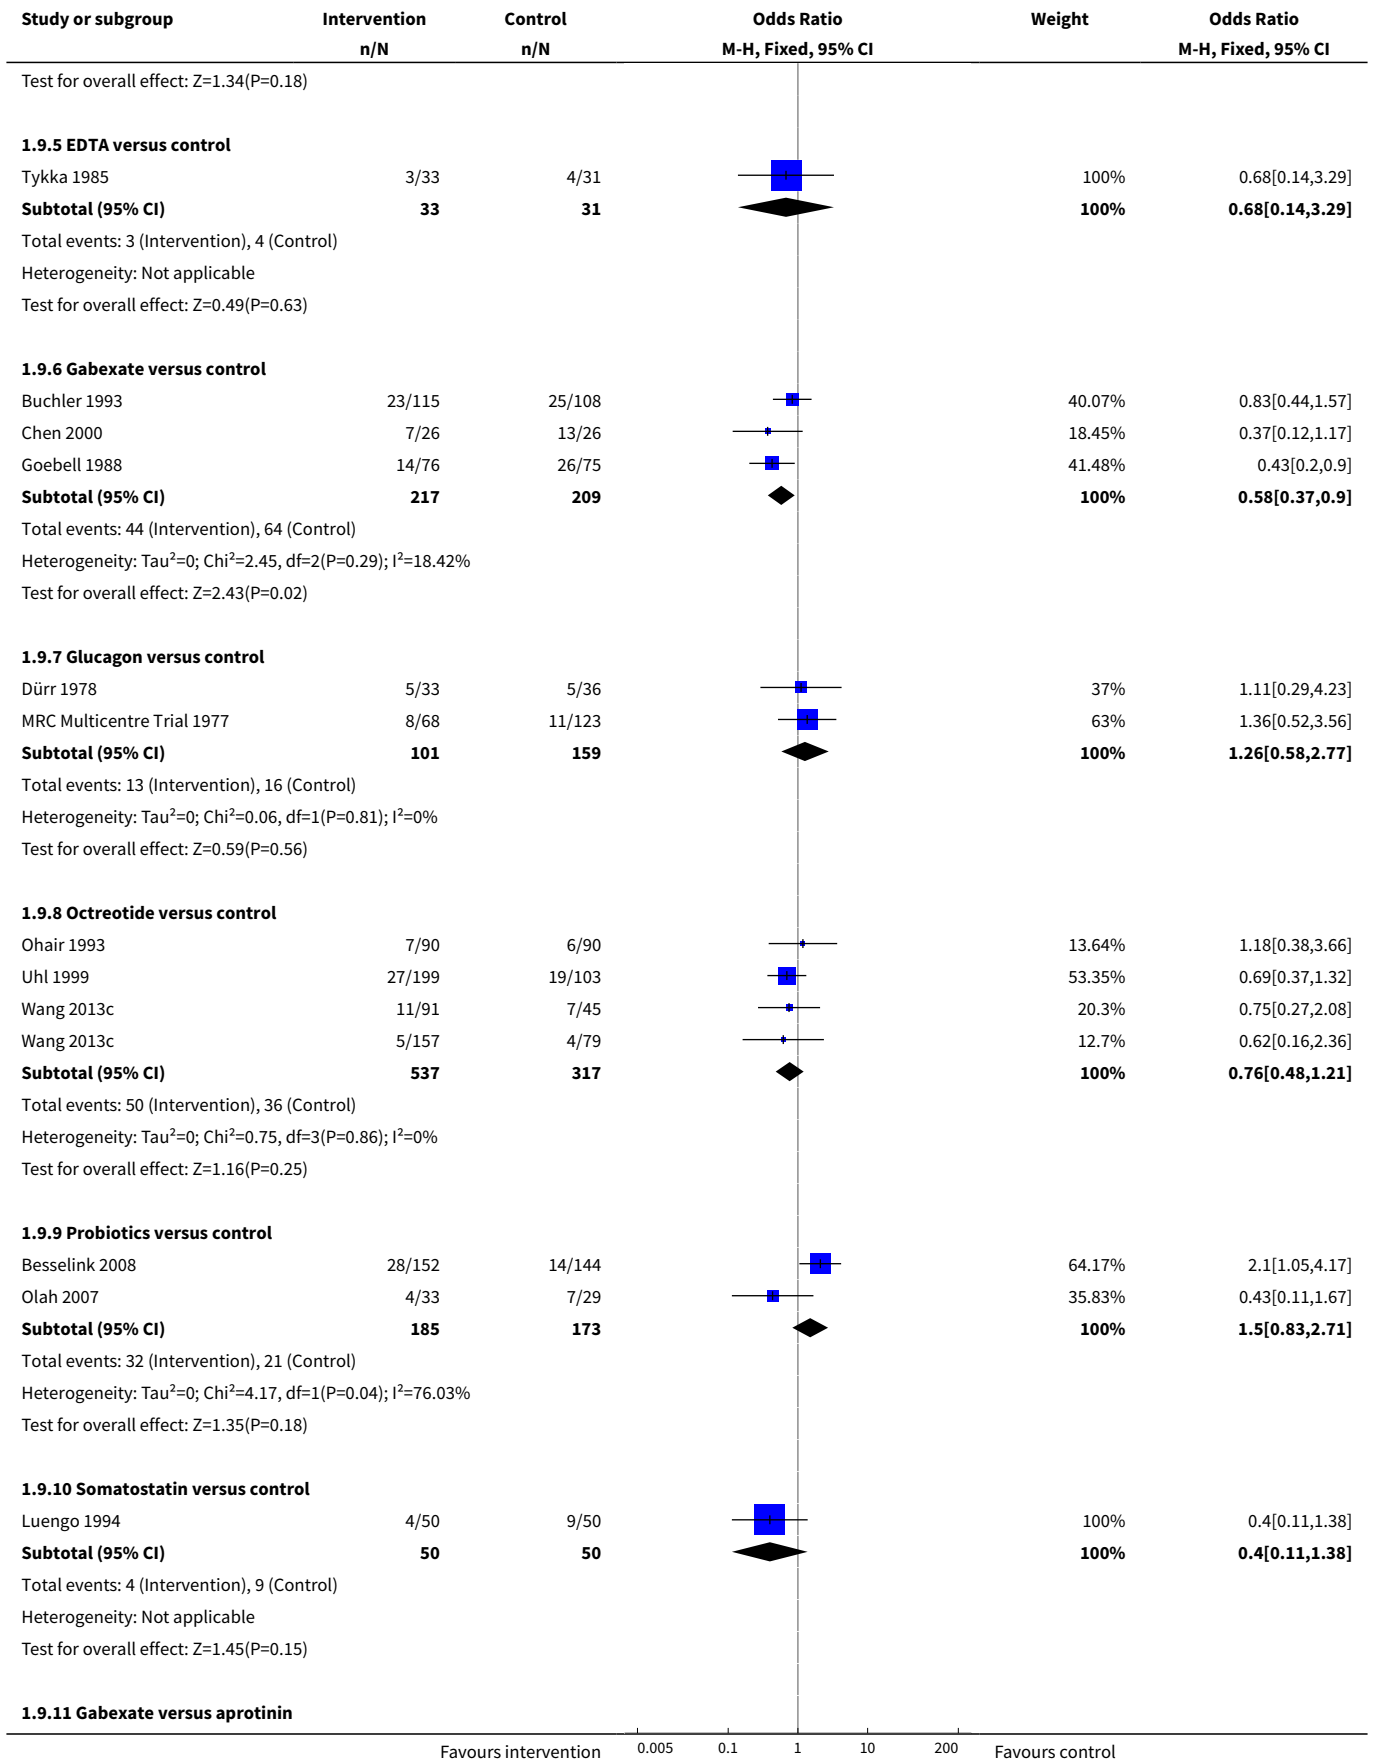 Study or subgroup Intervention Control Odds Ratio Weight Odds Ratio
n/N n/N M-H, Fixed, 95% CI M-H, Fixed, 95% CI
Test for overall effect: Z=1.34(P=0.18)
1.9.5 EDTA versus control
Tykka 1985 3/33 4/31 100% 0.68[0.14,3.29]
Subtotal (95% CI) 33 31 100% 0.68[0.14,3.29]
Total events: 3 (Intervention), 4 (Control)
Heterogeneity: Not applicable
Test for overall effect: Z=0.49(P=0.63)
1.9.6 Gabexate versus control
Buchler 1993 23/115 25/108 40.07% 0.83[0.44,1.57]
Chen 2000 7/26 13/26 18.45% 0.37[0.12,1.17]
Goebell 1988 14/76 26/75 41.48% 0.43[0.2,0.9]
Subtotal (95% CI) 217 209 100% 0.58[0.37,0.9]
Total events: 44 (Intervention), 64 (Control)
Heterogeneity: Tau²=0; Chi²=2.45, df=2(P=0.29); I²=18.42%
Test for overall effect: Z=2.43(P=0.02)
1.9.7 Glucagon versus control
Dürr 1978 5/33 5/36 37% 1.11[0.29,4.23]
MRC Multicentre Trial 1977 8/68 11/123 63% 1.36[0.52,3.56]
Subtotal (95% CI) 101 159 100% 1.26[0.58,2.77]
Total events: 13 (Intervention), 16 (Control)
Heterogeneity: Tau²=0; Chi²=0.06, df=1(P=0.81); I²=0%
Test for overall effect: Z=0.59(P=0.56)
1.9.8 Octreotide versus control
Ohair 1993 7/90 6/90 13.64% 1.18[0.38,3.66]
Uhl 1999 27/199 19/103 53.35% 0.69[0.37,1.32]
Wang 2013c 11/91 7/45 20.3% 0.75[0.27,2.08]
Wang 2013c 5/157 4/79 12.7% 0.62[0.16,2.36]
Subtotal (95% CI) 537 317 100% 0.76[0.48,1.21]
Total events: 50 (Intervention), 36 (Control)
Heterogeneity: Tau²=0; Chi²=0.75, df=3(P=0.86); I²=0%
Test for overall effect: Z=1.16(P=0.25)
1.9.9 Probiotics versus control
Besselink 2008 28/152 14/144 64.17% 2.1[1.05,4.17]
Olah 2007 4/33 7/29 35.83% 0.43[0.11,1.67]
Subtotal (95% CI) 185 173 100% 1.5[0.83,2.71]
Total events: 32 (Intervention), 21 (Control)
Heterogeneity: Tau²=0; Chi²=4.17, df=1(P=0.04); I²=76.03%
Test for overall effect: Z=1.35(P=0.18)
1.9.10 Somatostatin versus control
Luengo 1994 4/50 9/50 100% 0.4[0.11,1.38]
Subtotal (95% CI) 50 50 100% 0.4[0.11,1.38]
Total events: 4 (Intervention), 9 (Control)
Heterogeneity: Not applicable
Test for overall effect: Z=1.45(P=0.15)
1.9.11 Gabexate versus aprotinin
Favours intervention 0.005 0.1 1 10 200 Favours control